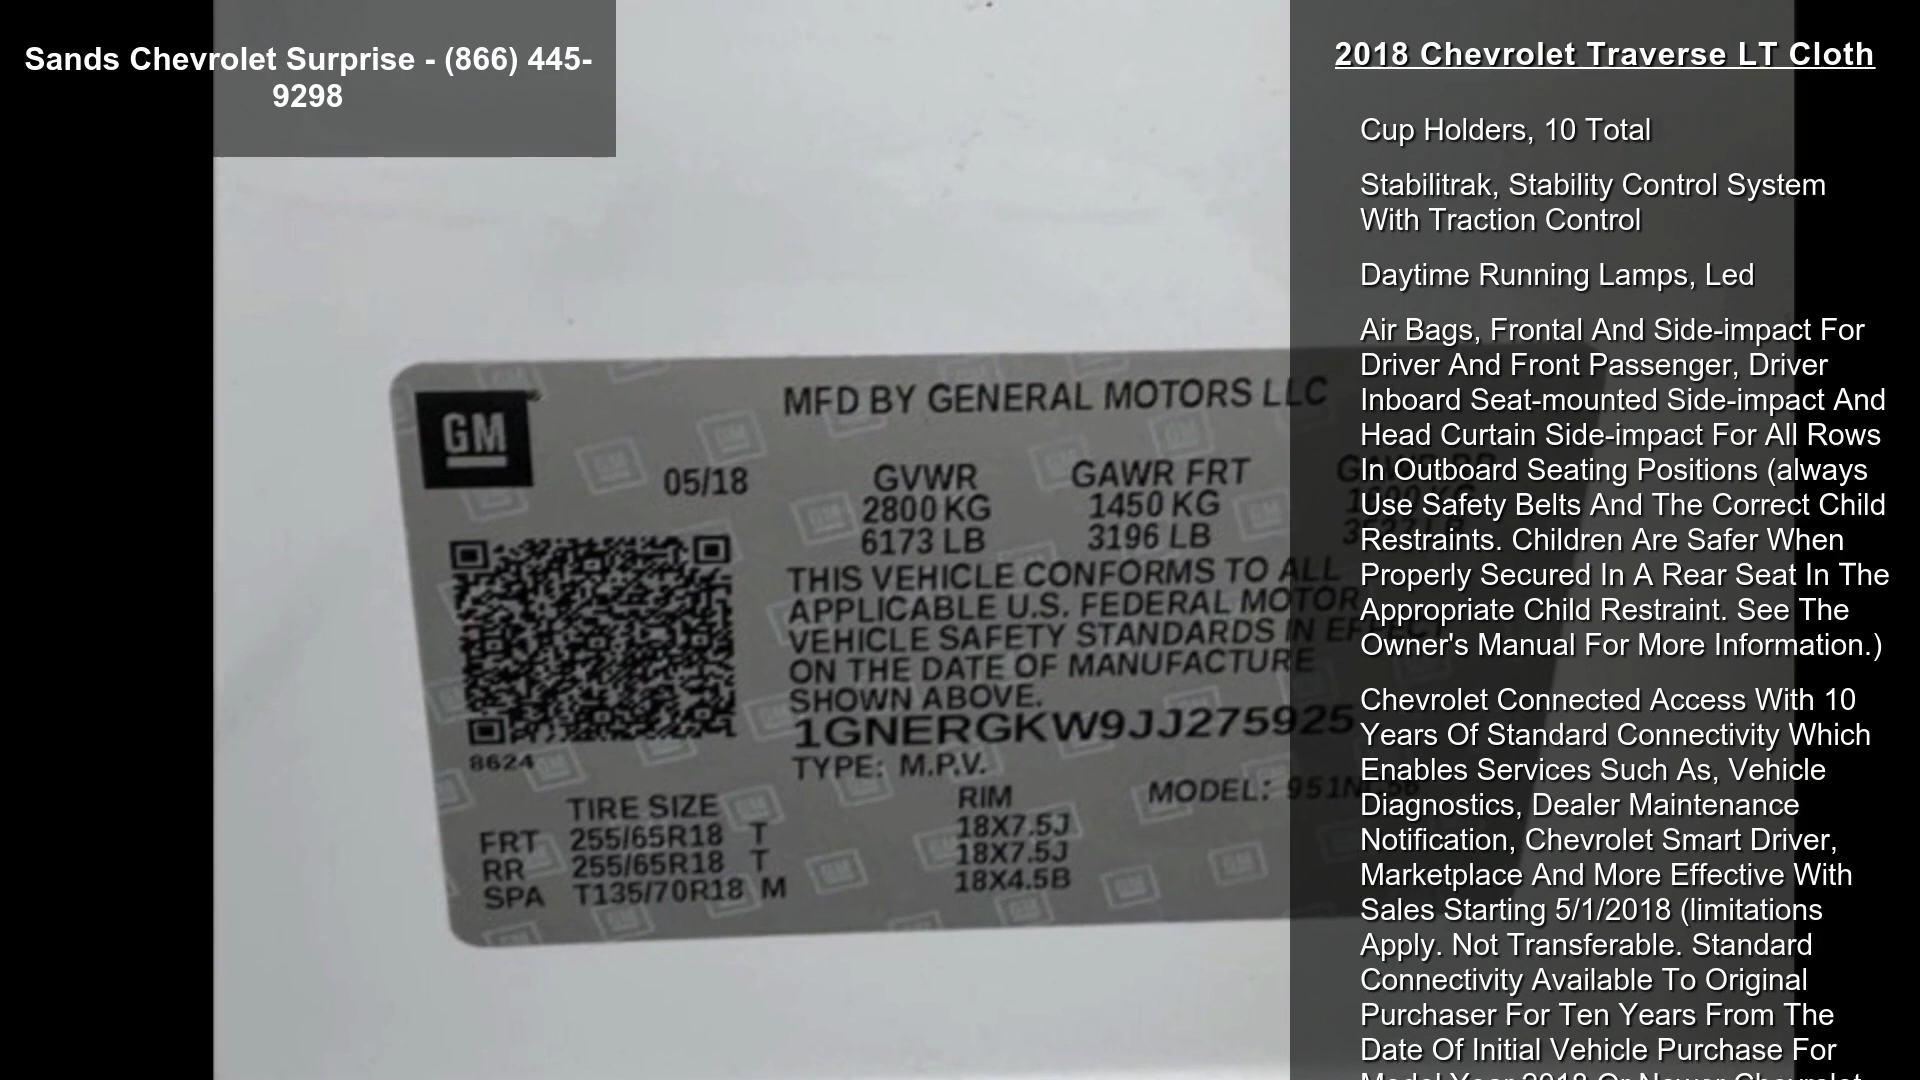 Sands Chevrolet Surprise - (866) 445-
9298
2018 Chevrolet Traverse LT Cloth
Cup Holders, 10 Total
Stabilitrak, Stability Control System
With Traction Control
Daytime Running Lamps, Led
Air Bags, Frontal And Side-impact For
Driver And Front Passenger, Driver
Inboard Seat-mounted Side-impact And
Head Curtain Side-impact For All Rows
In Outboard Seating Positions (always
Use Safety Belts And The Correct Child
Restraints. Children Are Safer When
Properly Secured In A Rear Seat In The
Appropriate Child Restraint. See The
Owner's Manual For More Information.)
Chevrolet Connected Access With 10
Years Of Standard Connectivity Which
Enables Services Such As, Vehicle
Diagnostics, Dealer Maintenance
Notification, Chevrolet Smart Driver,
Marketplace And More Effective With
Sales Starting 5/1/2018 (limitations
Apply. Not Transferable. Standard
Connectivity Available To Original
Purchaser For Ten Years From The
Date Of Initial Vehicle Purchase For
Model Year 2018 Or Newer Chevrolet
GM
MFD BY GENERAL MOTORS LLC
05/18 GVWR GAWR FRT
2800 KG 1450 KG
6173 LB 3196 LB
THIS VEHICLE CONFORMS TO ALL
APPLICABLE U.S. FEDERAL MOTOR
VEHICLE SAFETY STANDARDS IN
ON THE DATE OF MANUFACTURE
SHOWN ABOVE.
1GNERGKW9JJ275925
TYPE: M.P.V.
8624
MODEL:
TIRE SIZE RIM
FRT 255/65R18 T 18X7.5J
RR 255/65R18 T 18X7.5J
SPA T135/70R18 M 18X4.5B